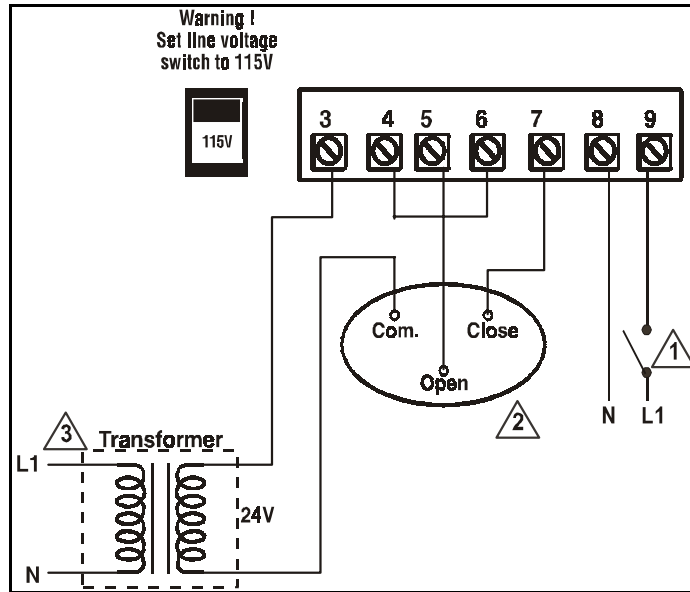 Warning !
Set line voltage
switch to 115V
115V
3 4 5 6 7 8 9
Com. Close
Open
1
2
N L1
3
Transformer
L1
24V
N